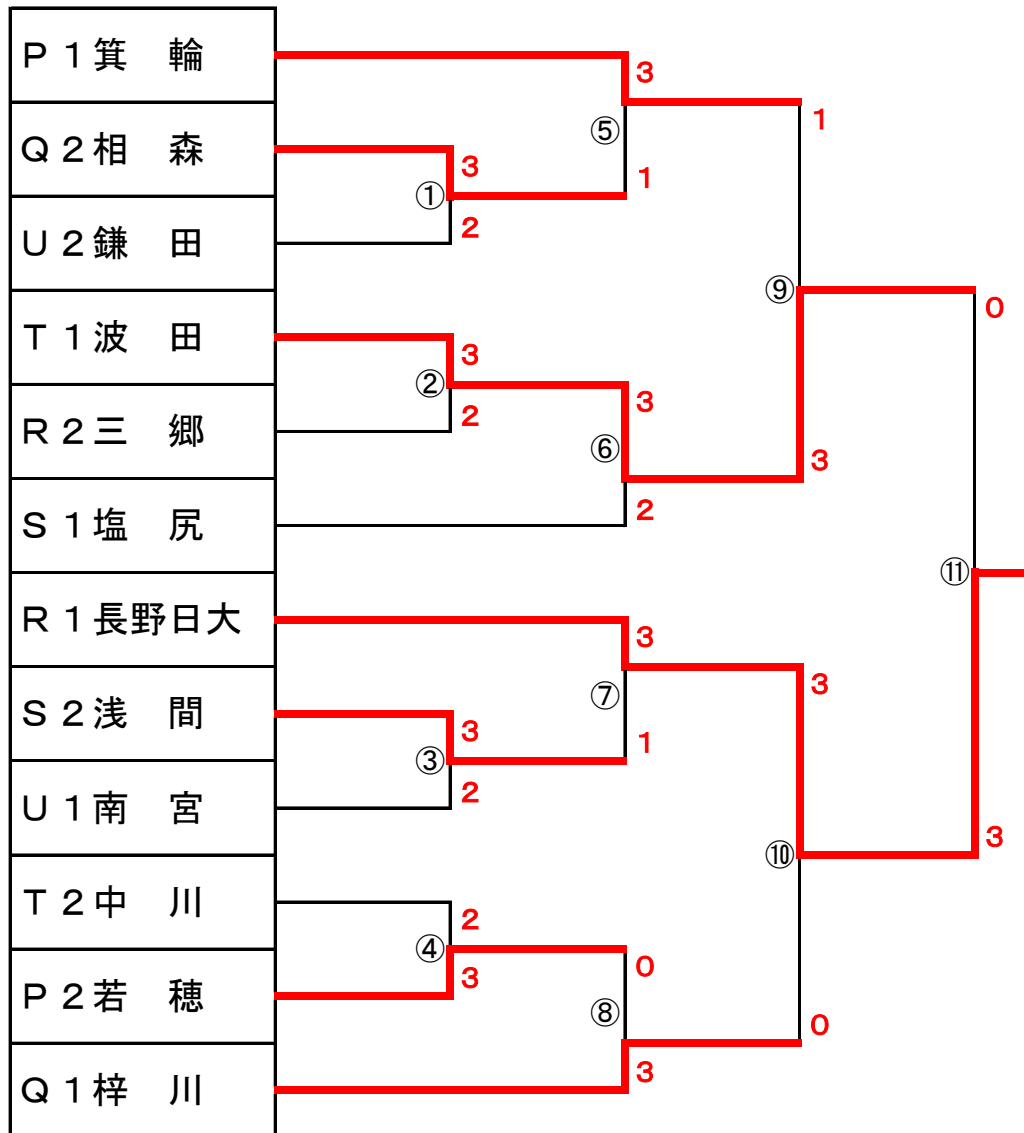 P1箕　輪
3
1
⑤
Q2相　森
3
①
1
2
U2鎌　田
⑨
0
T1波　田
3
②
3
2
R2三　郷
⑥
3
2
S1塩　尻
⑪
R1長野日大
3
3
⑦
S2浅　間
3
1
③
2
U1南　宮
3
⑩
T2中　川
2
④
0
3
P2若　穂
⑧
0
3
Q1梓　川